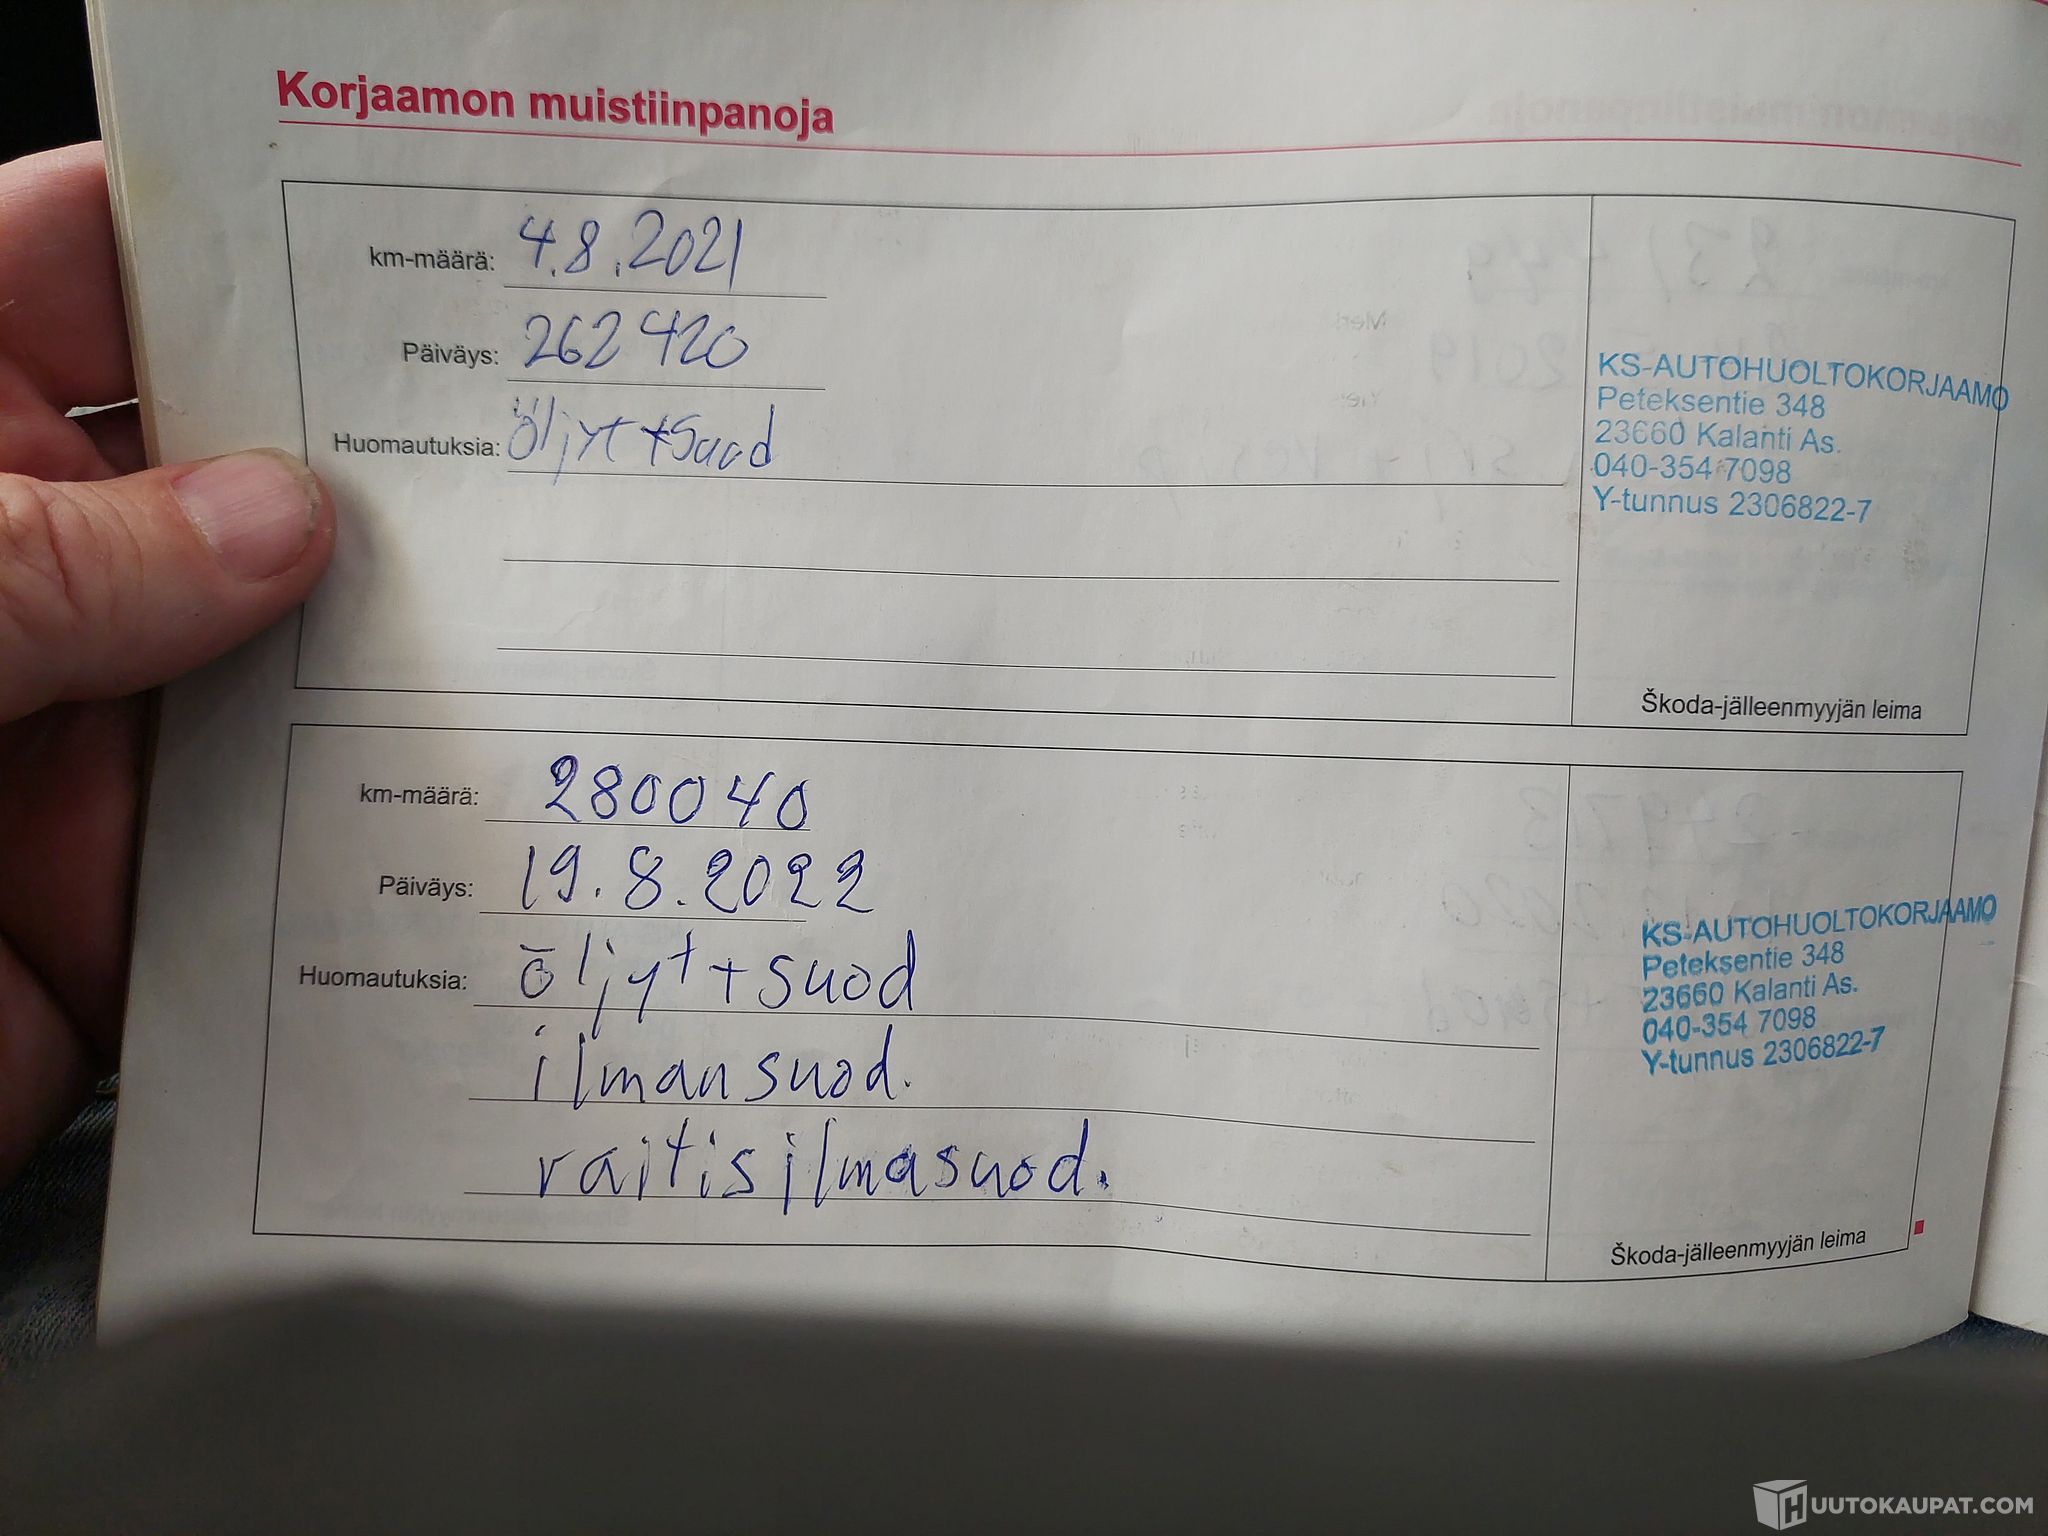 Korjaamon muistiinpanoja
km-määrä: 4.8.2021
Päiväys: 262420
Huomautuksia: öljyt+suod
KS-AUTOHUOLTOKORJAAMO
Peteksentie 348
23660 Kalanti As.
040-354 7098
Y-tunnus 2306822-7
Škoda-jälleenmyyjän leima
km-määrä: 280040
Päiväys: 19.8.2022
Huomautuksia: öljyt+suod
ilmansuod.
raitisilmasuod.
KS-AUTOHUOLTOKORJAAMO
Peteksentie 348
23660 Kalanti As.
040-354 7098
Y-tunnus 2306822-7
Škoda-jälleenmyyjän leima
HUUTOKAUPAT.COM